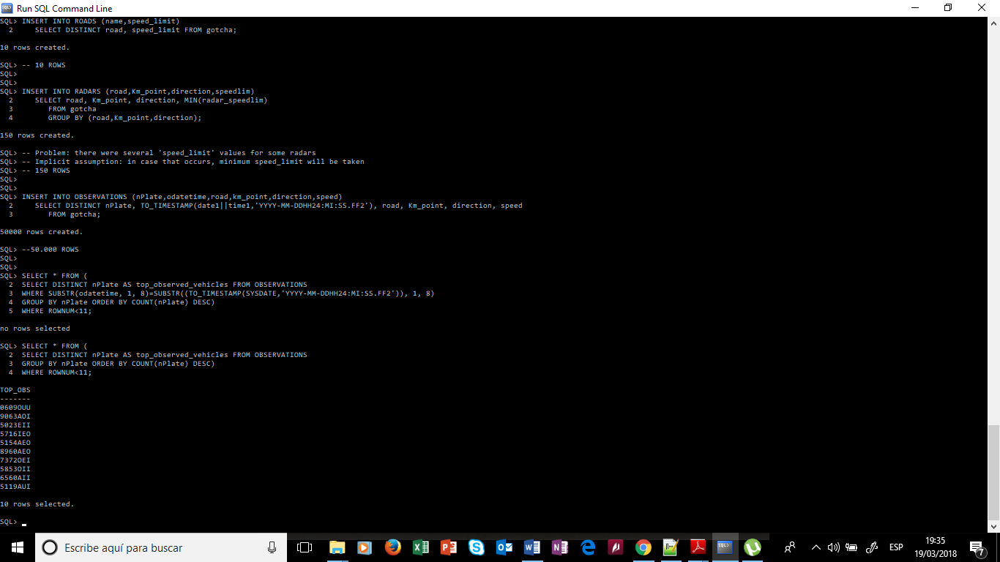 Run SQL Command Line
SQL> INSERT INTO ROADS (name,speed_limit)
  2     SELECT DISTINCT road, speed_limit FROM gotcha;
10 rows created.
SQL> -- 10 ROWS
SQL>
SQL>
SQL> INSERT INTO RADARS (road,Km_point,direction,speedlim)
  2     SELECT road, Km_point, direction, MIN(radar_speedlim)
  3        FROM gotcha
  4        GROUP BY (road,Km_point,direction);
150 rows created.
SQL> -- Problem: there were several 'speed_limit' values for some radars
SQL> -- Implicit assumption: in case that occurs, minimum speed_limit will be taken
SQL> -- 150 ROWS
SQL>
SQL>
SQL> INSERT INTO OBSERVATIONS (nPlate,odatetime,road,km_point,direction,speed)
  2     SELECT DISTINCT nPlate, TO_TIMESTAMP(date1||time1,'YYYY-MM-DDHH24:MI:SS.FF2'), road, Km_point, direction, speed
  3        FROM gotcha;
50000 rows created.
SQL> --50.000 ROWS
SQL>
SQL>
SQL> SELECT * FROM (
  2  SELECT DISTINCT nPlate AS top_observed_vehicles FROM OBSERVATIONS
  3  WHERE SUBSTR(odatetime, 1, 8)=SUBSTR((TO_TIMESTAMP(SYSDATE,'YYYY-MM-DDHH24:MI:SS.FF2')), 1, 8)
  4  GROUP BY nPlate ORDER BY COUNT(nPlate) DESC)
  5  WHERE ROWNUM<11;
no rows selected
SQL> SELECT * FROM (
  2  SELECT DISTINCT nPlate AS top_observed_vehicles FROM OBSERVATIONS
  3  GROUP BY nPlate ORDER BY COUNT(nPlate) DESC)
  4  WHERE ROWNUM<11;
TOP_OBS
-------
0609OUU
9063AOI
5023EII
5716IEO
5154AEO
8960AEO
7372OEI
5853OII
6560AII
5119AUI
10 rows selected.
SQL>
Escribe aquí para buscar
ESP
19:35
19/03/2018
7